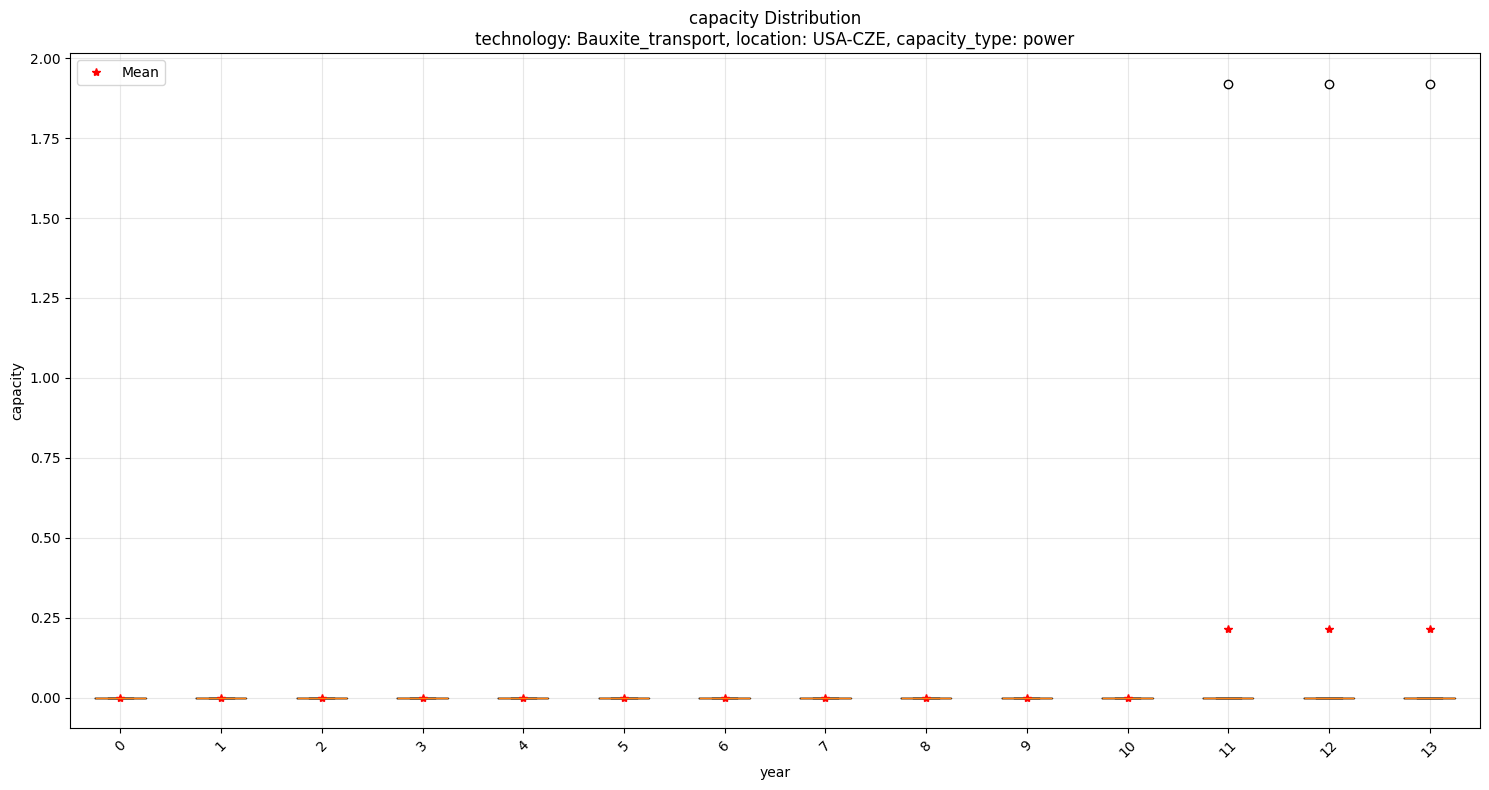 capacity Distribution
technology: Bauxite_transport, location: USA-CZE, capacity_type: power
Mean
2.00
1.75
1.50
1.25
1.00
0.75
0.50
0.25
0.00
capacity
0 1 2 3 4 5 6 7 8 9 10 11 12 13
year